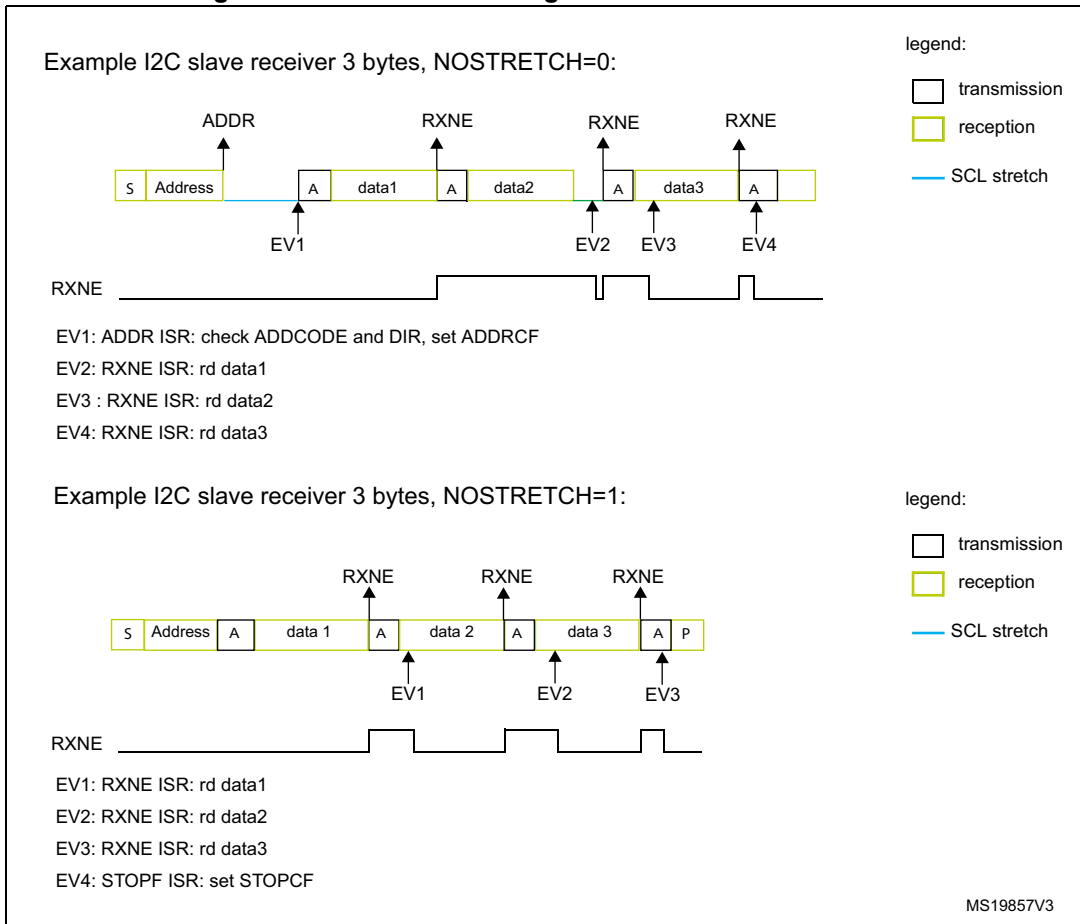 Example I2C slave receiver 3 bytes, NOSTRETCH=0:
legend:
transmission
reception
SCL stretch
ADDR RXNE RXNE RXNE
S Address A data1 A data2 A data3 A
EV1 EV2 EV3 EV4
RXNE
EV1: ADDR ISR: check ADDCODE and DIR, set ADDRCF
EV2: RXNE ISR: rd data1
EV3 : RXNE ISR: rd data2
EV4: RXNE ISR: rd data3
Example I2C slave receiver 3 bytes, NOSTRETCH=1:
legend:
transmission
reception
SCL stretch
RXNE RXNE RXNE
S Address A data 1 A data 2 A data 3 A P
EV1 EV2 EV3
RXNE
EV1: RXNE ISR: rd data1
EV2: RXNE ISR: rd data2
EV3: RXNE ISR: rd data3
EV4: STOPF ISR: set STOPCF
MS19857V3